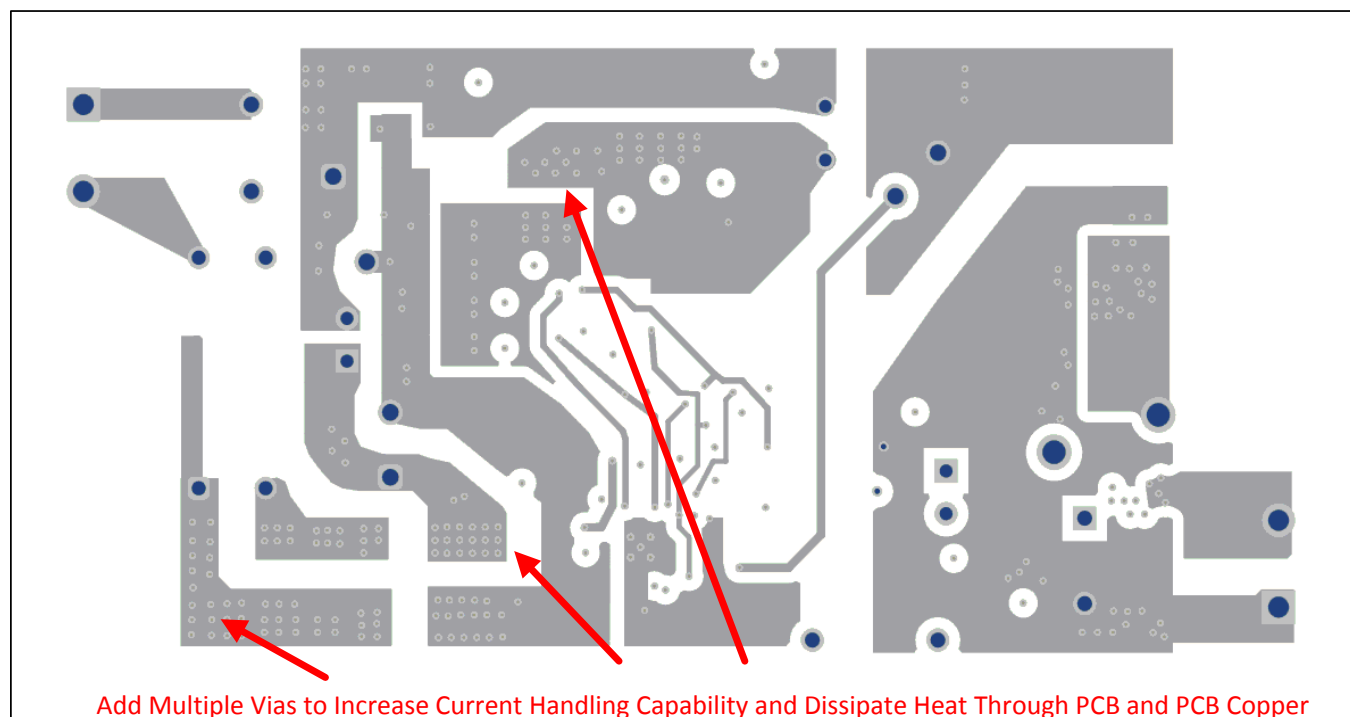 Add Multiple Vias to Increase Current Handling Capability and Dissipate Heat Through PCB and PCB Copper